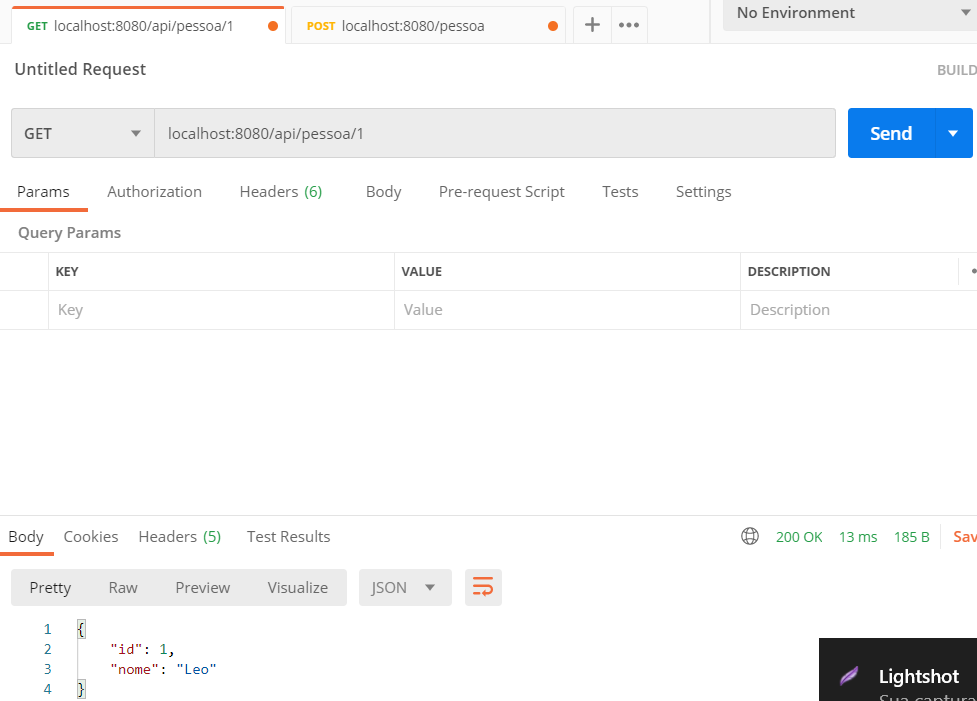 GET localhost:8080/api/pessoa/1 POST localhost:8080/pessoa No Environment
Untitled Request BUILD
GET localhost:8080/api/pessoa/1 Send
Params Authorization Headers (6) Body Pre-request Script Tests Settings
Query Params
KEY VALUE DESCRIPTION
Key Value Description
Body Cookies Headers (5) Test Results 200 OK 13 ms 185 B Sav
Pretty Raw Preview Visualize JSON
1 {
2 "id": 1,
3 "nome": "Leo"
4 }
Lightshot
Sua captura